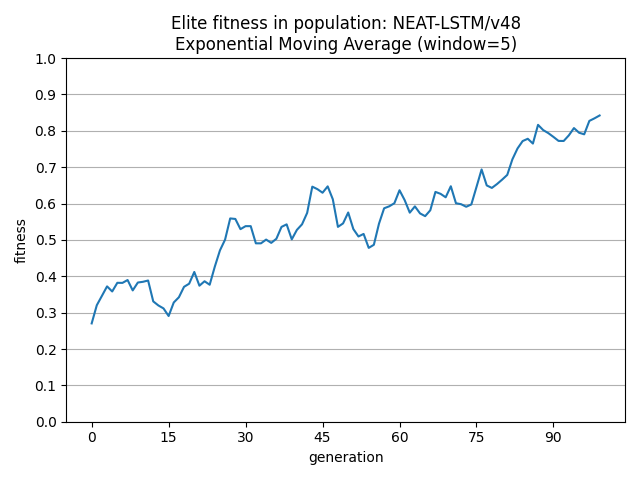 Elite fitness in population: NEAT-LSTM/v48
Exponential Moving Average (window=5)
1.0
0.9
0.8
0.7
0.6
0.5
0.4
0.3
0.2
0.1
0.0
fitness
0 15 30 45 60 75 90
generation